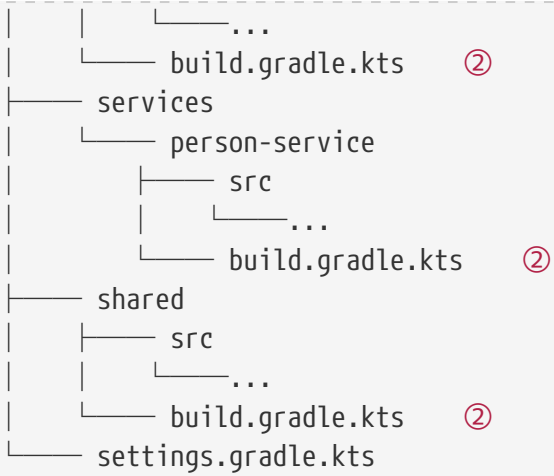 │    │    └──── ...
│    └──── build.gradle.kts    ②
├──── services
│    └──── person-service
│         ├──── src
│         │    └──── ...
│         └──── build.gradle.kts    ②
├──── shared
│    ├──── src
│    │    └──── ...
│    └──── build.gradle.kts    ②
└──── settings.gradle.kts